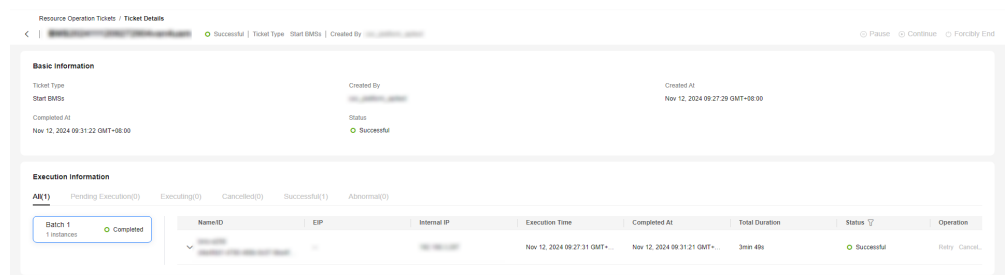 Resource Operation Tickets / Ticket Details
Successful | Ticket Type Start BMSs | Created By
Pause Continue Forcibly End
Basic Information
Ticket Type Created By Created At
Start BMSs Nov 12, 2024 09:27:29 GMT+08:00
Completed At Status
Nov 12, 2024 09:31:22 GMT+08:00 Successful
Execution Information
All(1) Pending Execution(0) Executing(0) Cancelled(0) Successful(1) Abnormal(0)
Batch 1
1 instances
Completed
Name/ID EIP Internal IP Execution Time Completed At Total Duration Status Operation
Nov 12, 2024 09:27:31 GMT+... Nov 12, 2024 09:31:21 GMT+... 3min 49s Successful Retry Cancel...